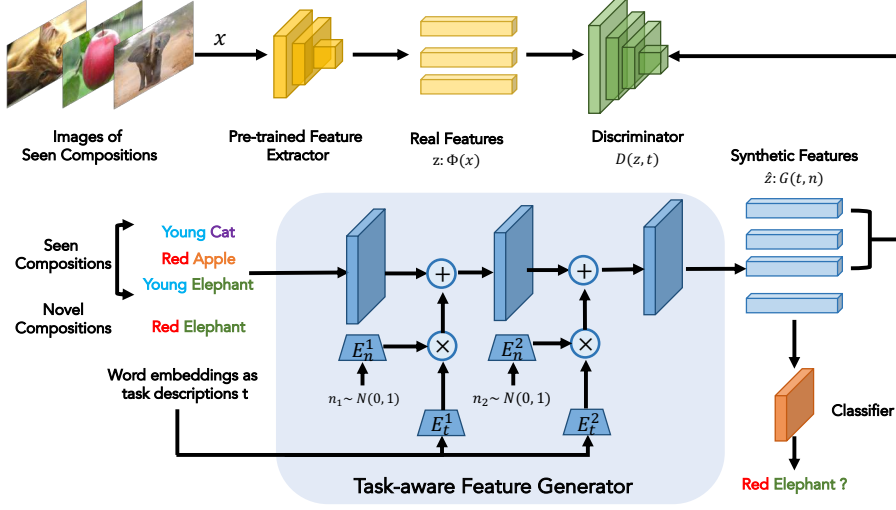 x
Images of
Seen Compositions
Pre-trained Feature
Extractor
Real Features
z: Φ(x)
Discriminator
D(z, t)
Synthetic Features
ẑ: G(t, n)
Seen
Compositions
Young Cat
Red Apple
Young Elephant
Novel
Compositions
Red Elephant
Word embeddings as
task descriptions t
+
+
E_n^1
×
E_n^2
×
n₁~ N(0, 1)
n₂~ N(0, 1)
E_t^1
E_t^2
Task-aware Feature Generator
Classifier
Red Elephant ?